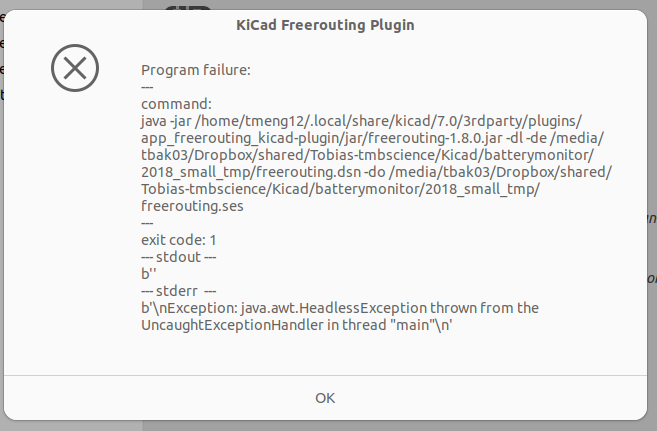 KiCad Freerouting Plugin
Program failure:
---
command:
java -jar /home/tmeng12/.local/share/kicad/7.0/3rdparty/plugins/
app_freerouting_kicad-plugin/jar/freerouting-1.8.0.jar -dl -de /media/
tbak03/Dropbox/shared/Tobias-tmbscience/Kicad/batterymonitor/
2018_small_tmp/freerouting.dsn -do /media/tbak03/Dropbox/shared/
Tobias-tmbscience/Kicad/batterymonitor/2018_small_tmp/
freerouting.ses
---
exit code: 1
--- stdout ---
b''
--- stderr  ---
b'\nException: java.awt.HeadlessException thrown from the
UncaughtExceptionHandler in thread "main"\n'
OK